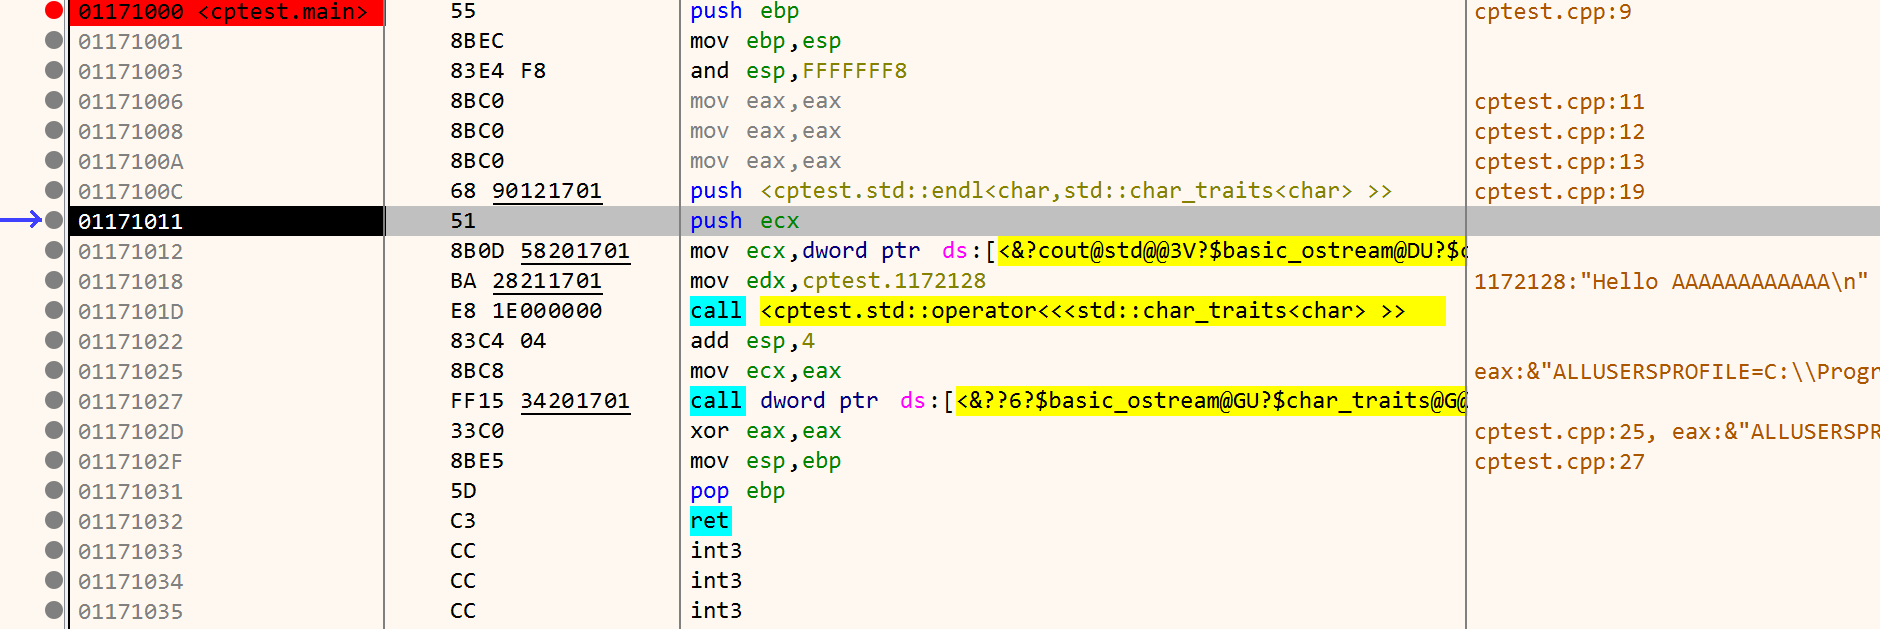 01171000 <cptest.main> 55 push ebp cptest.cpp:9
01171001 8BEC mov ebp,esp
01171003 83E4 F8 and esp,FFFFFFF8
01171006 8BC0 mov eax,eax cptest.cpp:11
01171008 8BC0 mov eax,eax cptest.cpp:12
0117100A 8BC0 mov eax,eax cptest.cpp:13
0117100C 68 90121701 push <cptest.std::endl<char,std::char_traits<char> >> cptest.cpp:19
01171011 51 push ecx
01171012 8B0D 58201701 mov ecx,dword ptr ds:[<&?cout@std@@3V?$basic_ostream@DU?$c
01171018 BA 28211701 mov edx,cptest.1172128 1172128:"Hello AAAAAAAAAAAA\n"
0117101D E8 1E000000 call <cptest.std::operator<<<std::char_traits<char> >>
01171022 83C4 04 add esp,4
01171025 8BC8 mov ecx,eax eax:&"ALLUSERSPROFILE=C:\\Progr
01171027 FF15 34201701 call dword ptr ds:[<&??6?$basic_ostream@GU?$char_traits@G@
0117102D 33C0 xor eax,eax cptest.cpp:25, eax:&"ALLUSERSPR
0117102F 8BE5 mov esp,ebp cptest.cpp:27
01171031 5D pop ebp
01171032 C3 ret
01171033 CC int3
01171034 CC int3
01171035 CC int3